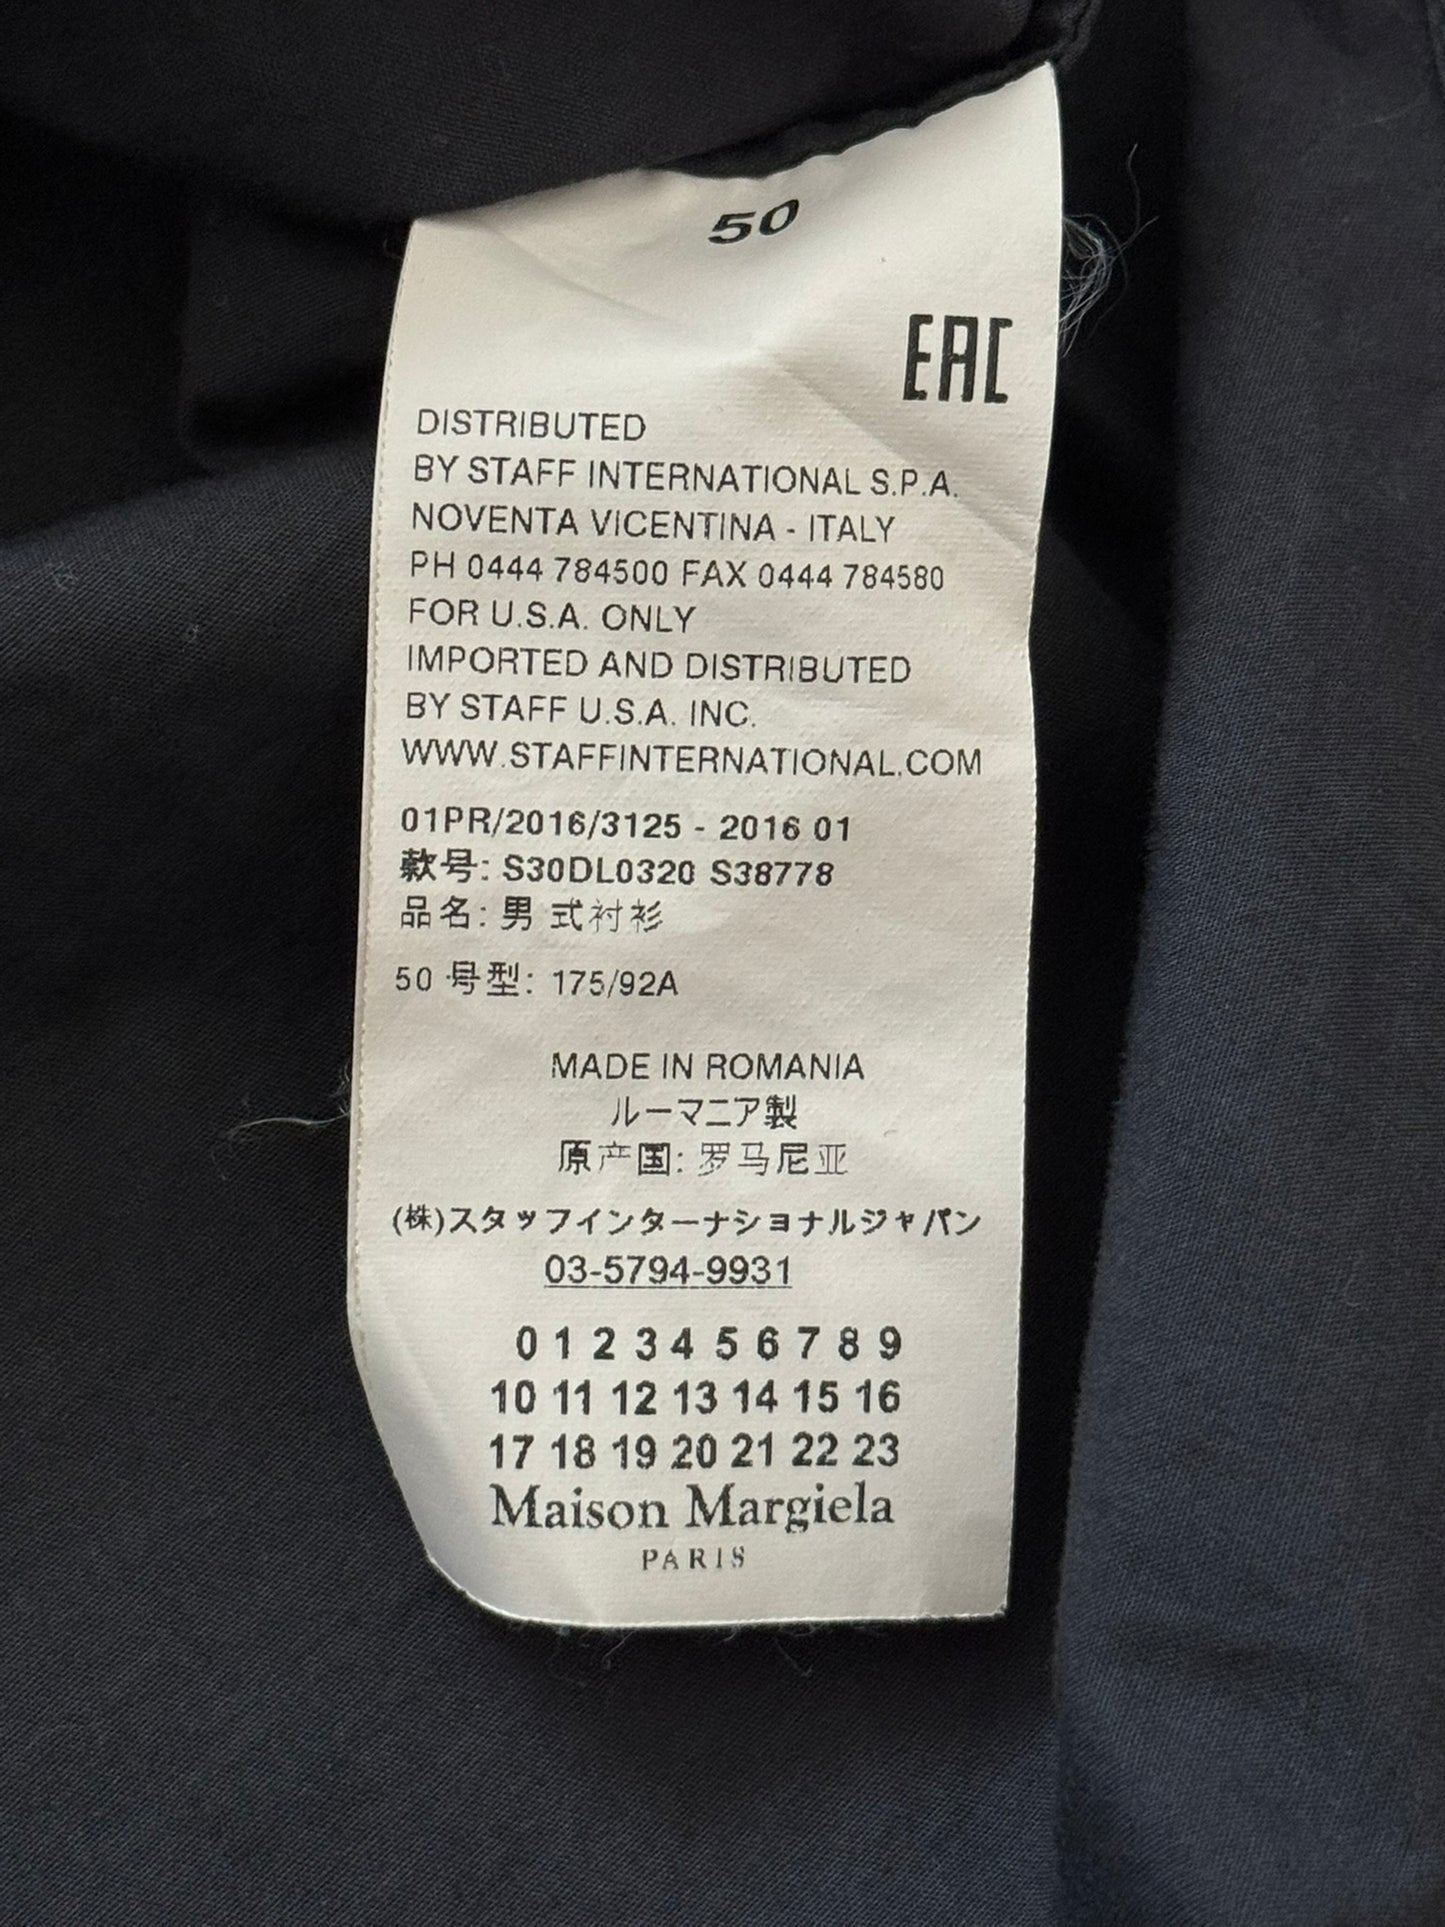 50
EAC
DISTRIBUTED
BY STAFF INTERNATIONAL S.P.A.
NOVENTA VICENTINA - ITALY
PH 0444 784500 FAX 0444 784580
FOR U.S.A. ONLY
IMPORTED AND DISTRIBUTED
BY STAFF U.S.A. INC.
WWW.STAFFINTERNATIONAL.COM
01PR/2016/3125 - 2016 01
款号: S30DL0320 S38778
品名: 男 式衬衫
50 号型: 175/92A
MADE IN ROMANIA
ルーマニア製
原产国: 罗马尼亚
(株)スタッフインターナショナルジャパン
03-5794-9931
0 1 2 3 4 5 6 7 8 9
10 11 12 13 14 15 16
17 18 19 20 21 22 23
Maison Margiela
PARIS